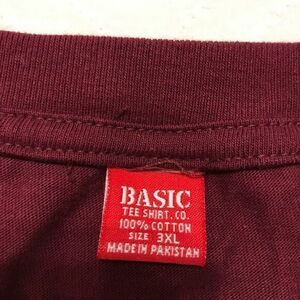 BASIC
TEE SHIRT. CO.
100% COTTON
SIZE 3XL
MADE IN PAKISTAN